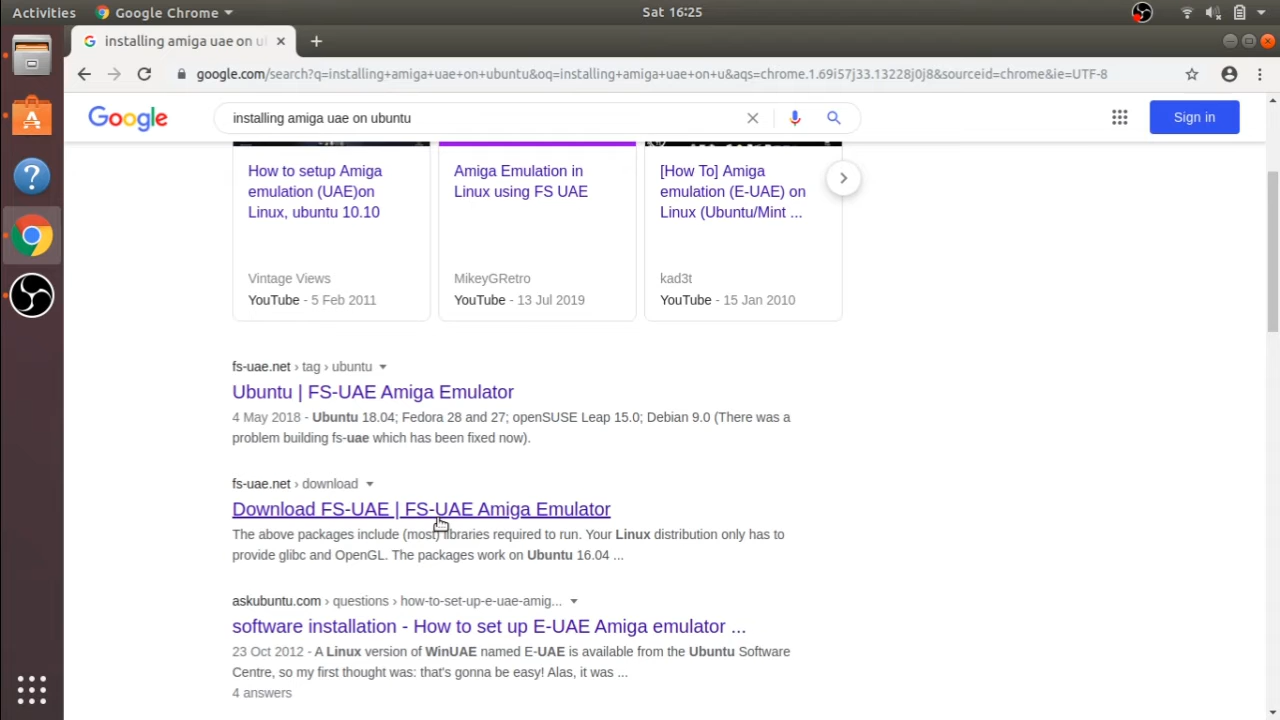 Activities
Google Chrome
Sat 16:25
installing amiga uae on u
google.com/search?q=installing+amiga+uae+on+ubuntu&oq=installing+amiga+uae+on+u&aqs=chrome.1.69i57j33.13228j0j8&sourceid=chrome&ie=UTF-8
Google
installing amiga uae on ubuntu
Sign in
How to setup Amiga
emulation (UAE)on
Linux, ubuntu 10.10
Vintage Views
YouTube - 5 Feb 2011
Amiga Emulation in
Linux using FS UAE
MikeyGRetro
YouTube - 13 Jul 2019
[How To] Amiga
emulation (E-UAE) on
Linux (Ubuntu/Mint ...
kad3t
YouTube - 15 Jan 2010
fs-uae.net › tag › ubuntu
Ubuntu | FS-UAE Amiga Emulator
4 May 2018 - Ubuntu 18.04; Fedora 28 and 27; openSUSE Leap 15.0; Debian 9.0 (There was a
problem building fs-uae which has been fixed now).
fs-uae.net › download
Download FS-UAE | FS-UAE Amiga Emulator
The above packages include (most) libraries required to run. Your Linux distribution only has to
provide glibc and OpenGL. The packages work on Ubuntu 16.04 ...
askubuntu.com › questions › how-to-set-up-e-uae-amig...
software installation - How to set up E-UAE Amiga emulator ...
23 Oct 2012 - A Linux version of WinUAE named E-UAE is available from the Ubuntu Software
Centre, so my first thought was: that's gonna be easy! Alas, it was ...
4 answers